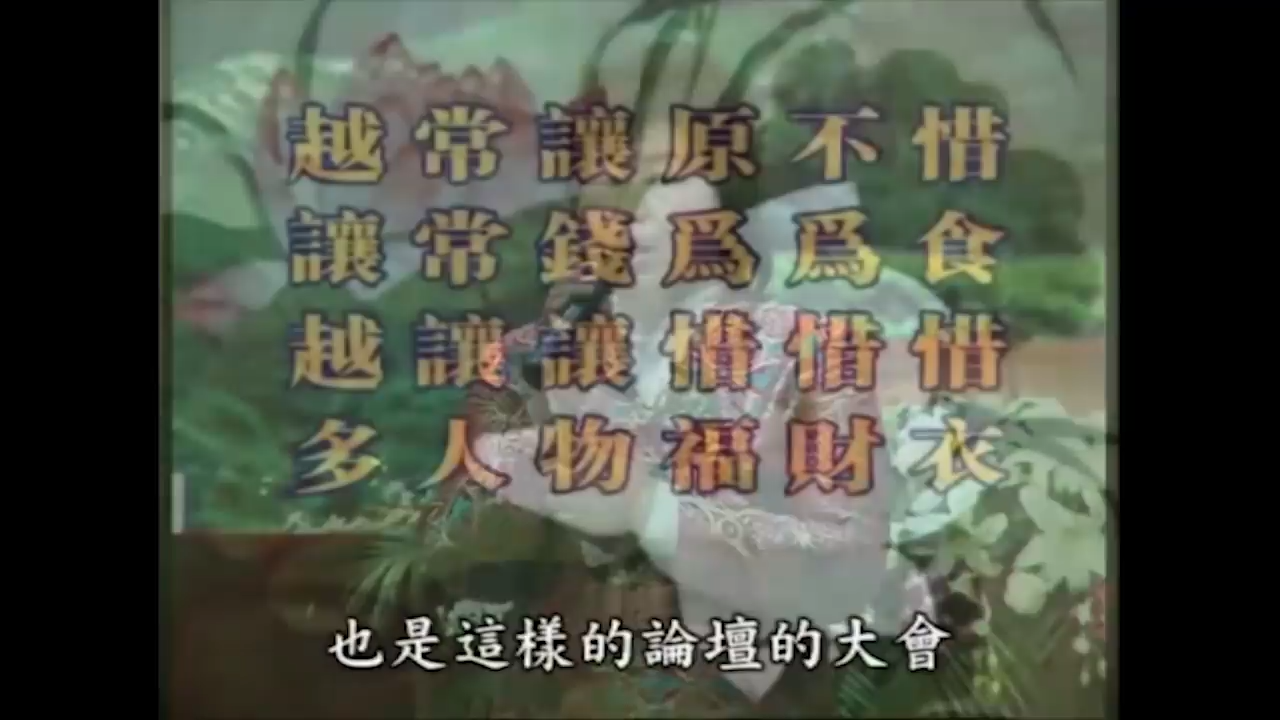 惜食惜衣
不爲惜財
原爲惜福
讓錢讓物
常常讓人
越讓越多
也是這樣的論壇的大會